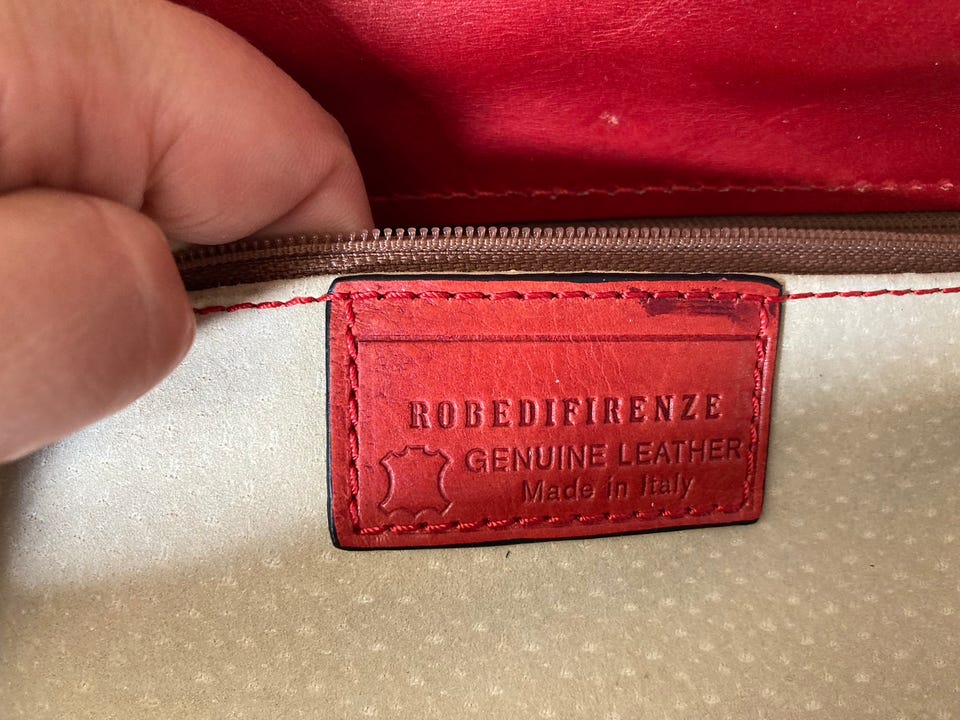 ROBEDIFIRENZE
GENUINE LEATHER
Made in Italy